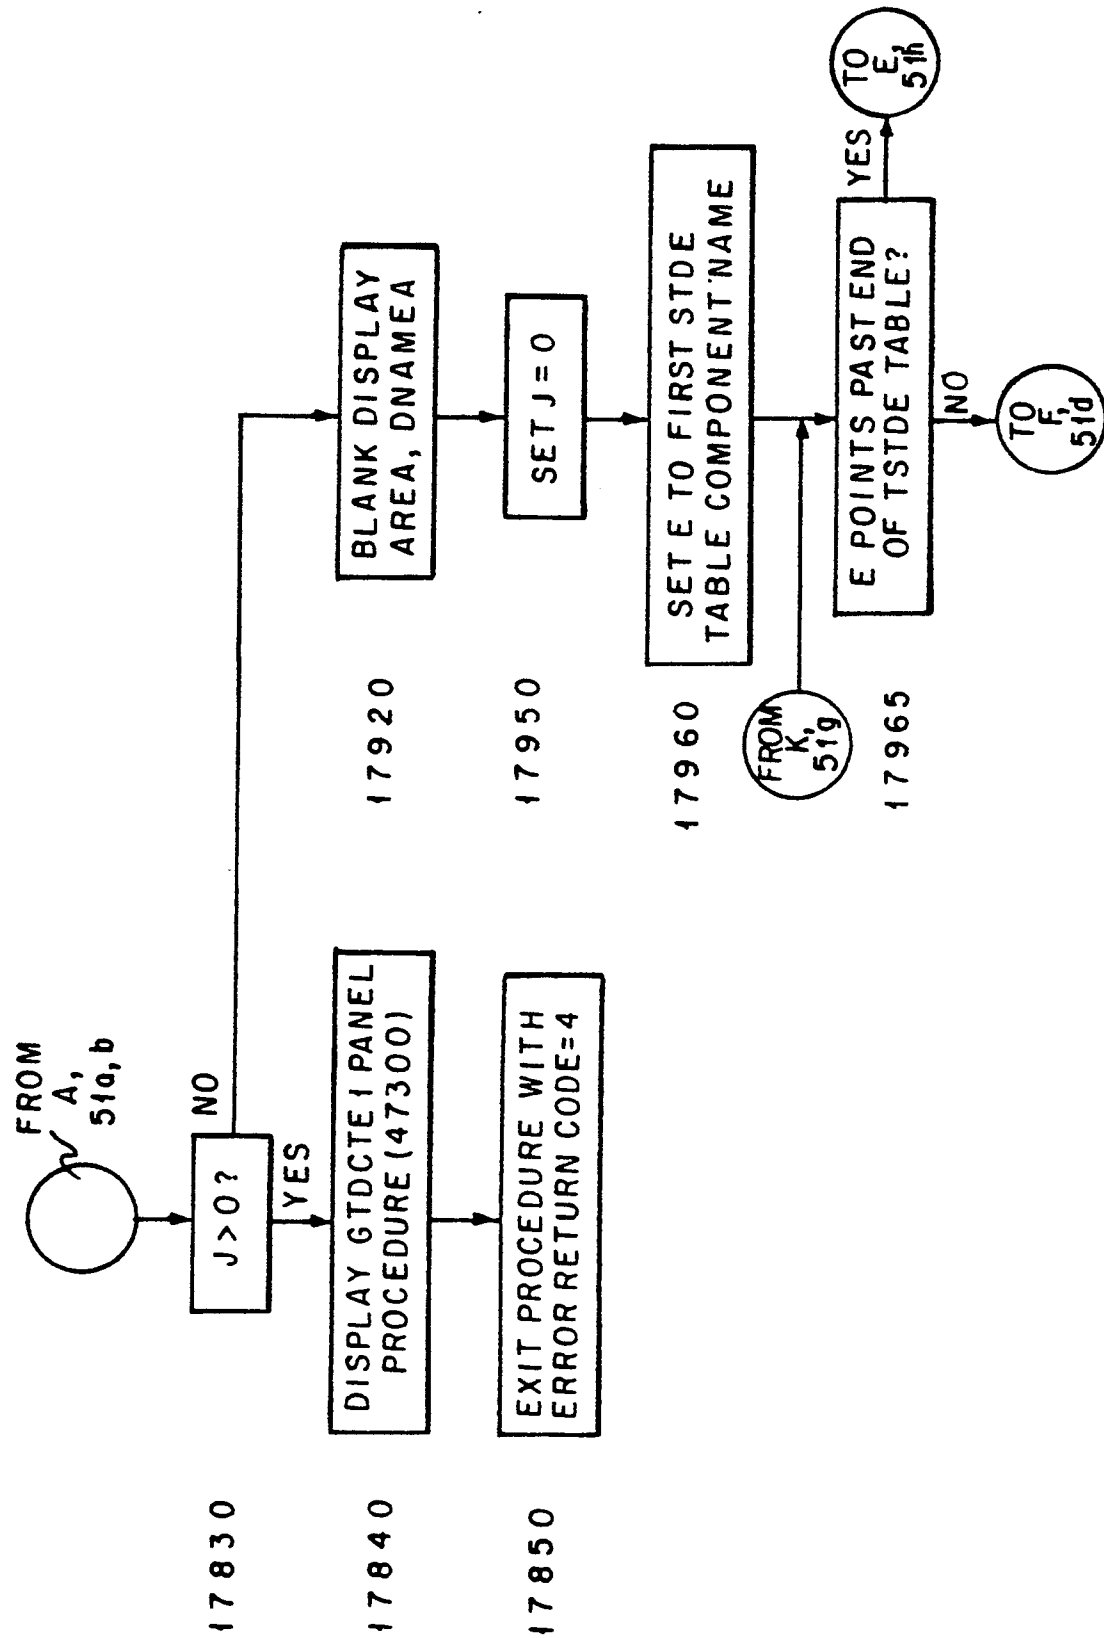 FROM
A,
51a,b
17830
J>0?
NO
YES
17840
DISPLAY GTDCTE1 PANEL
PROCEDURE (47300)
17850
EXIT PROCEDURE WITH
ERROR RETURN CODE=4
17920
BLANK DISPLAY
AREA, DNAMEA
17950
SET J=0
17960
SET E TO FIRST STDE
TABLE COMPONENT NAME
FROM
K,
51g
17965
E POINTS PAST END
OF TSTDE TABLE?
YES
TO
E,
51h
NO
TO
F,
51d